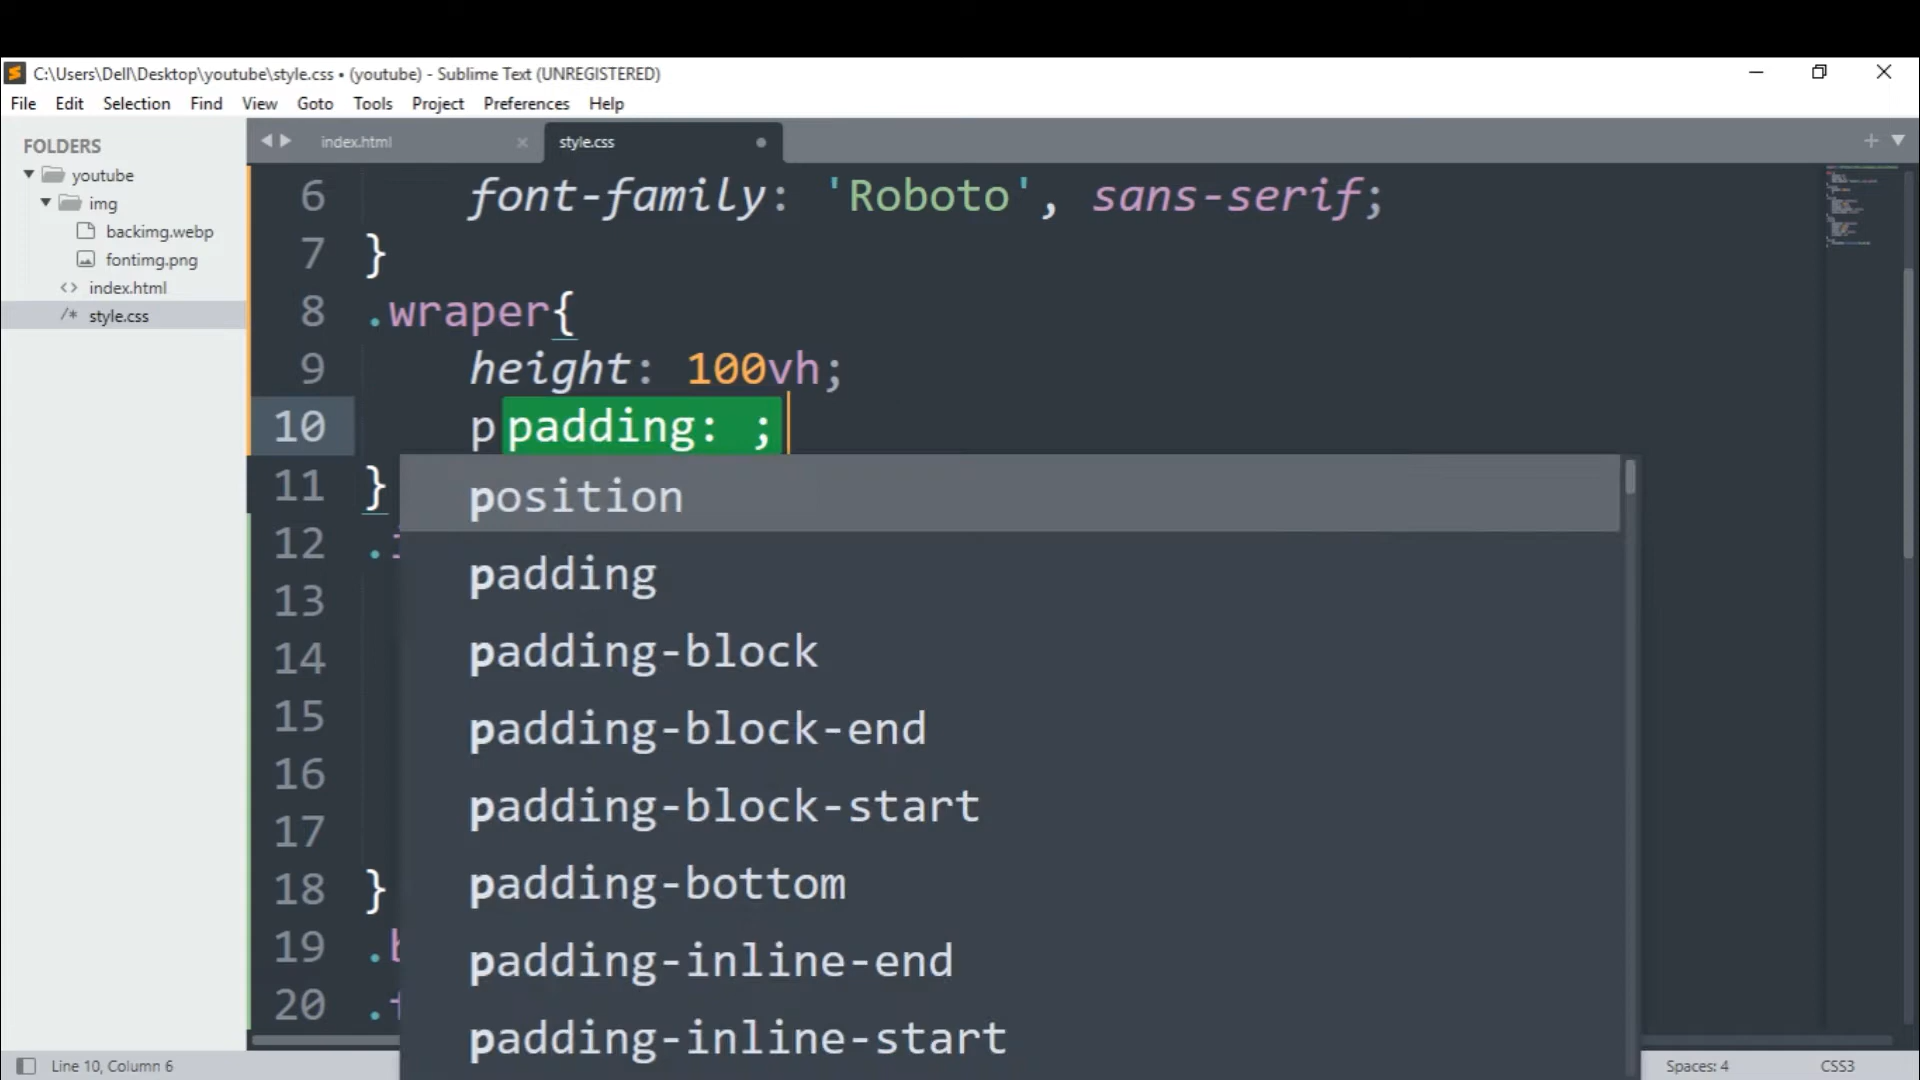 C:\Users\Dell\Desktop\youtube\style.css • (youtube) - Sublime Text (UNREGISTERED)
File Edit Selection Find View Goto Tools Project Preferences Help
FOLDERS
youtube
img
backimg.webp
fontimg.png
<> index.html
/* style.css
index.html
style.css
6 font-family: 'Roboto', sans-serif;
7 }
8 .wraper{
9 height: 100vh;
10 p padding: ;
11 }
position
12 .
padding
13
padding-block
14
padding-block-end
15
padding-block-start
16
padding-bottom
17
padding-inline-end
18 }
padding-inline-start
19 .
20 .
Line 10, Column 6
Spaces: 4
CSS3